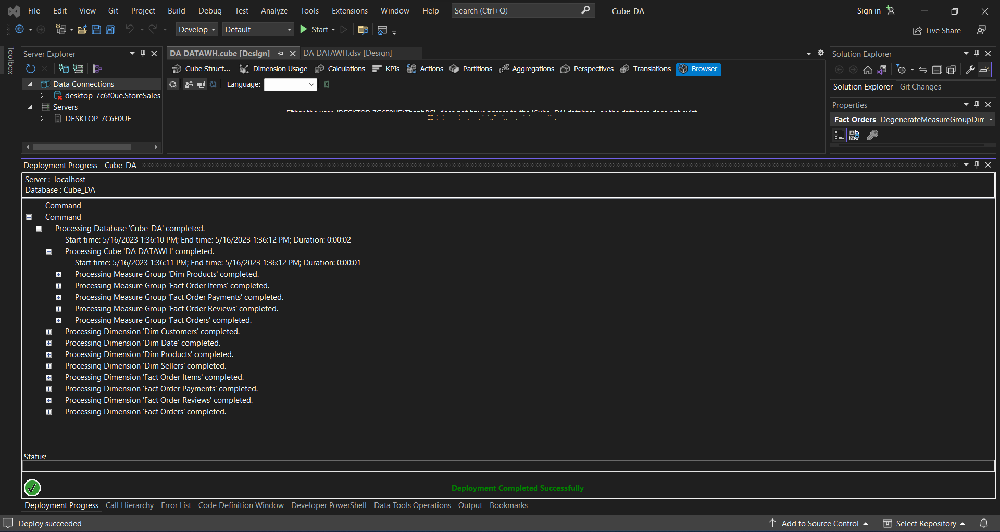 File Edit View Git Project Build Debug Test Analyze Tools Extensions Window Help Search (Ctrl+Q) Cube_DA Sign in
Develop Default Start Live Share
Toolbox
Server Explorer
Data Connections
desktop-7c6f0ue.StoreSales
Servers
DESKTOP-7C6F0UE
DA DATAWH.cube [Design] DA DATAWH.dsv [Design]
Cube Struct... Dimension Usage Calculations KPIs Actions Partitions Aggregations Perspectives Translations Browser
Language:
Either the user, 'DESKTOP-7C6F0UE\ThanhPC', does not have access to the 'Cube_DA' database, or the database does not exist.
Solution Explorer
Solution Explorer Git Changes
Properties
Fact Orders DegenerateMeasureGroupDim
Deployment Progress - Cube_DA
Server : localhost
Database : Cube_DA
Command
Command
Processing Database 'Cube_DA' completed.
Start time: 5/16/2023 1:36:10 PM; End time: 5/16/2023 1:36:12 PM; Duration: 0:00:02
Processing Cube 'DA DATAWH' completed.
Start time: 5/16/2023 1:36:11 PM; End time: 5/16/2023 1:36:12 PM; Duration: 0:00:01
Processing Measure Group 'Dim Products' completed.
Processing Measure Group 'Fact Order Items' completed.
Processing Measure Group 'Fact Order Payments' completed.
Processing Measure Group 'Fact Order Reviews' completed.
Processing Measure Group 'Fact Orders' completed.
Processing Dimension 'Dim Customers' completed.
Processing Dimension 'Dim Date' completed.
Processing Dimension 'Dim Products' completed.
Processing Dimension 'Dim Sellers' completed.
Processing Dimension 'Fact Order Items' completed.
Processing Dimension 'Fact Order Payments' completed.
Processing Dimension 'Fact Order Reviews' completed.
Processing Dimension 'Fact Orders' completed.
Status:
Deployment Completed Successfully
Deployment Progress Call Hierarchy Error List Code Definition Window Developer PowerShell Data Tools Operations Output Bookmarks
Deploy succeeded Add to Source Control Select Repository